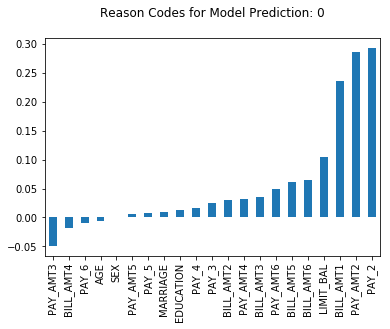 Reason Codes for Model Prediction: 0
0.30
0.25
0.20
0.15
0.10
0.05
0.00
−0.05
PAY_AMT3
BILL_AMT4
PAY_6
AGE
SEX
PAY_AMT5
PAY_5
MARRIAGE
EDUCATION
PAY_4
PAY_3
BILL_AMT2
PAY_AMT4
BILL_AMT3
PAY_AMT6
BILL_AMT5
BILL_AMT6
LIMIT_BAL
BILL_AMT1
PAY_AMT2
PAY_2